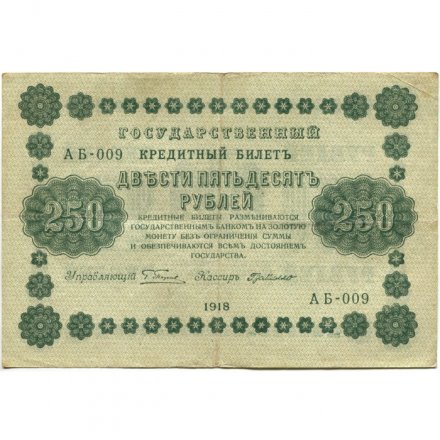 ГОСУДАРСТВЕННЫЙ
АБ-009 КРЕДИТНЫЙ БИЛЕТЪ
ДВѢСТИ ПЯТЬДЕСЯТЪ
РУБЛЕЙ
250 250
КРЕДИТНЫЕ БИЛЕТЫ РАЗМѢНИВАЮТСЯ
ГОСУДАРСТВЕННЫМЪ БАНКОМЪ НА ЗОЛОТУЮ
МОНЕТУ БЕЗЪ ОГРАНИЧЕНІЯ СУММЫ
И ОБЕЗПЕЧИВАЮТСЯ ВСѢМЪ ДОСТОЯНІЕМЪ
ГОСУДАРСТВА.
Управляющій Кассиръ
1918 АБ-009